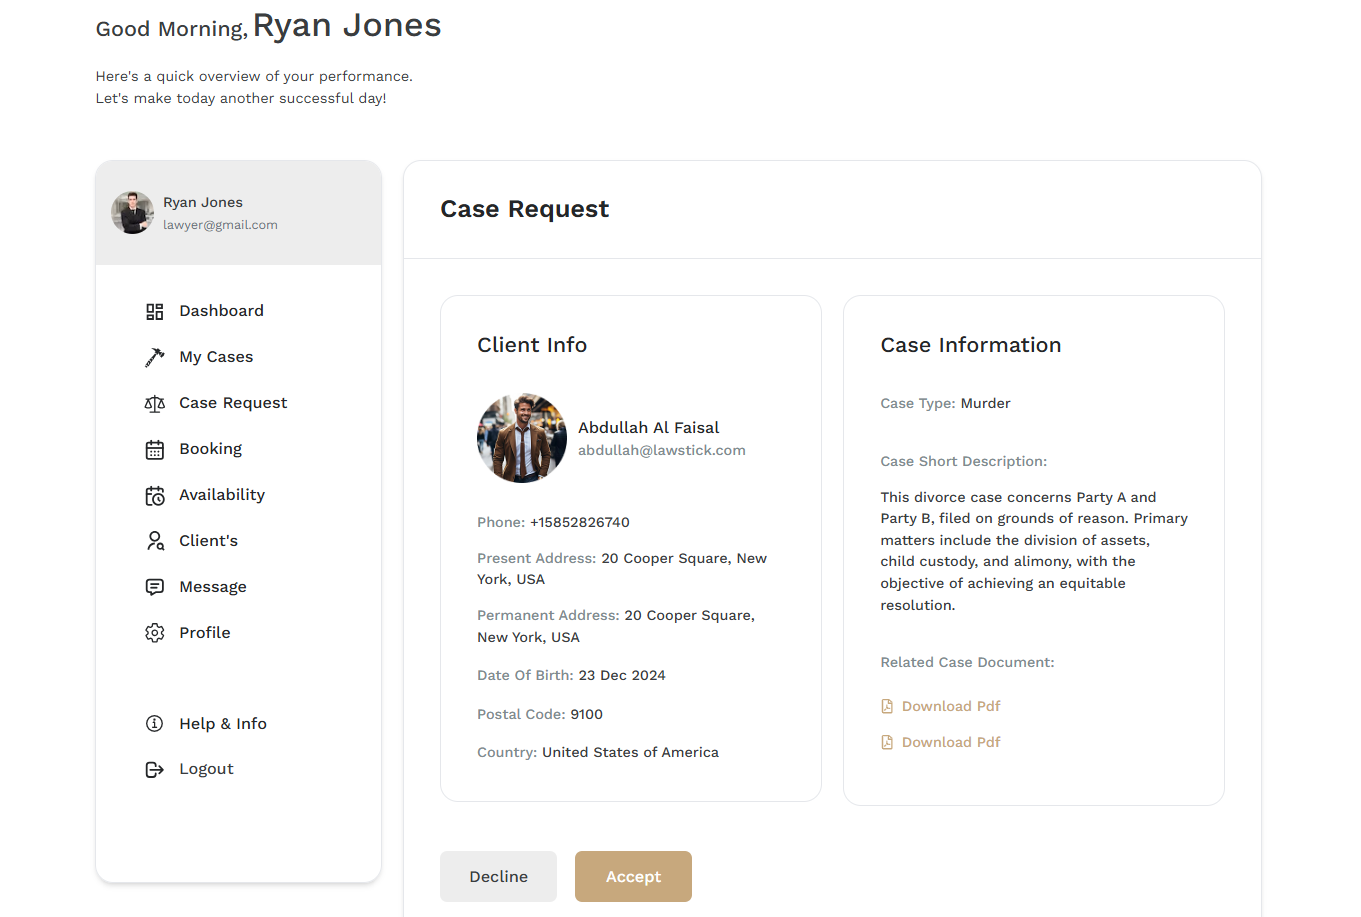 Good Morning, Ryan Jones
Here's a quick overview of your performance.
Let's make today another successful day!
Ryan Jones
lawyer@gmail.com
Dashboard
My Cases
Case Request
Booking
Availability
Client's
Message
Profile
Help & Info
Logout
Case Request
Client Info
Abdullah Al Faisal
abdullah@lawstick.com
Phone: +15852826740
Present Address: 20 Cooper Square, New
York, USA
Permanent Address: 20 Cooper Square,
New York, USA
Date Of Birth: 23 Dec 2024
Postal Code: 9100
Country: United States of America
Case Information
Case Type: Murder
Case Short Description:
This divorce case concerns Party A and
Party B, filed on grounds of reason. Primary
matters include the division of assets,
child custody, and alimony, with the
objective of achieving an equitable
resolution.
Related Case Document:
Download Pdf
Download Pdf
Decline
Accept